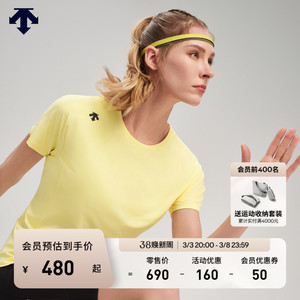 会员前400名
送运动收纳套装
累计实付满4000元
会员预估到手价
¥ 480 起
38焕新周
3/3 20:00 - 3/8 23:59
零售价 活动优惠 会员优惠券
= 690 - 160 - 50